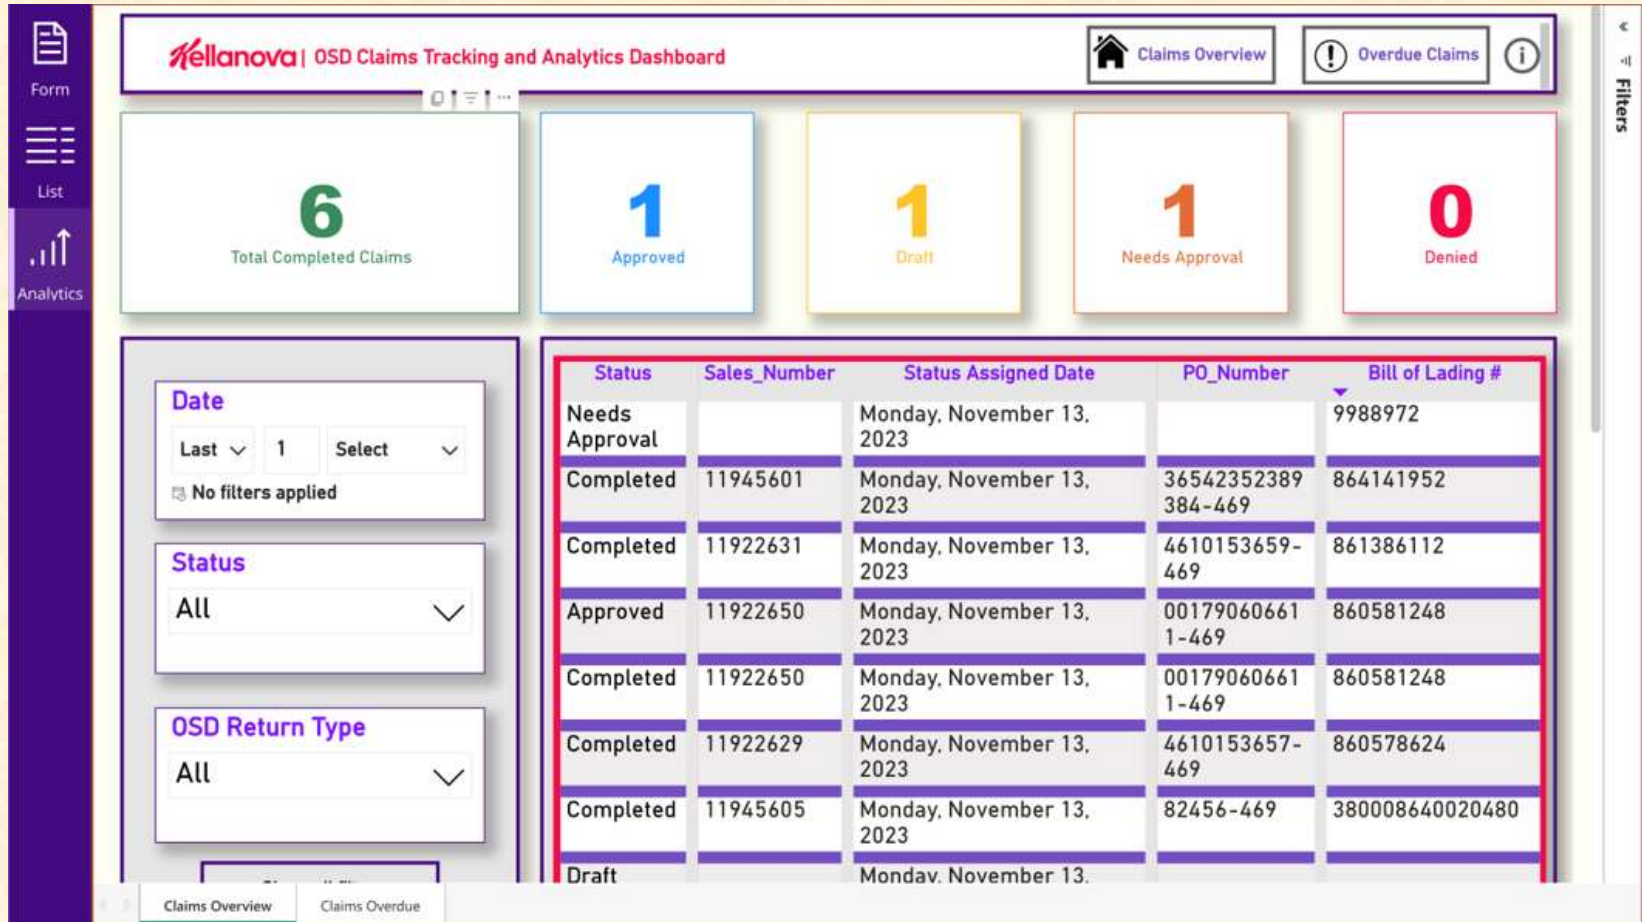 Form
List
Analytics
Kellanova | OSD Claims Tracking and Analytics Dashboard
Claims Overview
Overdue Claims
Filters
6
Total Completed Claims
1
Approved
1
Draft
1
Needs Approval
0
Denied
Date
Last 1 Select
No filters applied
Status
All
OSD Return Type
All
Status Sales_Number Status Assigned Date PO_Number Bill of Lading #
Needs Monday, November 13, 9988972
Approval 2023
Completed 11945601 Monday, November 13, 36542352389 864141952
2023 384-469
Completed 11922631 Monday, November 13, 4610153659- 861386112
2023 469
Approved 11922650 Monday, November 13, 00179060661 860581248
2023 1-469
Completed 11922650 Monday, November 13, 00179060661 860581248
2023 1-469
Completed 11922629 Monday, November 13, 4610153657- 860578624
2023 469
Completed 11945605 Monday, November 13, 82456-469 380008640020480
2023
Draft Monday, November 13,
Claims Overview Claims Overdue